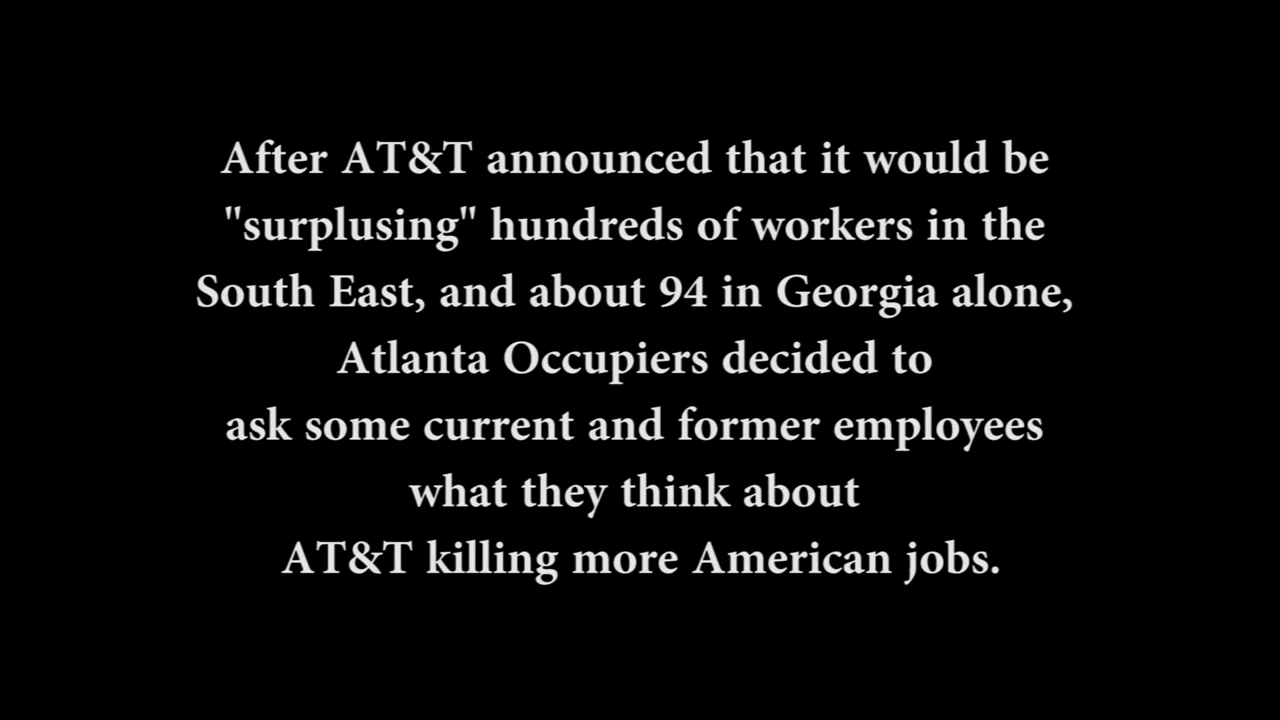 After AT&T announced that it would be
"surplusing" hundreds of workers in the
South East, and about 94 in Georgia alone,
Atlanta Occupiers decided to
ask some current and former employees
what they think about
AT&T killing more American jobs.